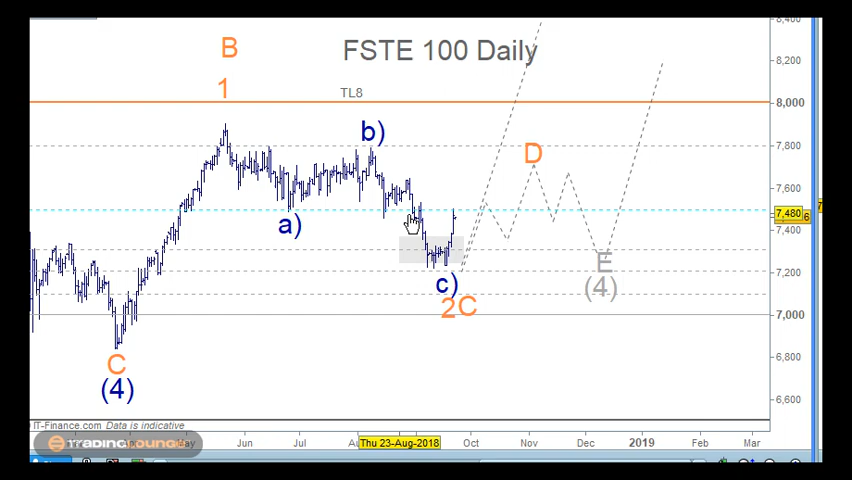 8,400
B
FSTE 100 Daily
8,200
1
TL8
8,000
b)
7,800
D
7,600
a)
7,480
7,400
E
7,200
c)
(4)
2C
7,000
C
6,800
(4)
6,600
IT-Finance.com Data is indicative
TRADINGLOUNGE
May
Jun
Jul
Thu 23-Aug-2018
Oct
Nov
Dec
2019
Feb
Mar